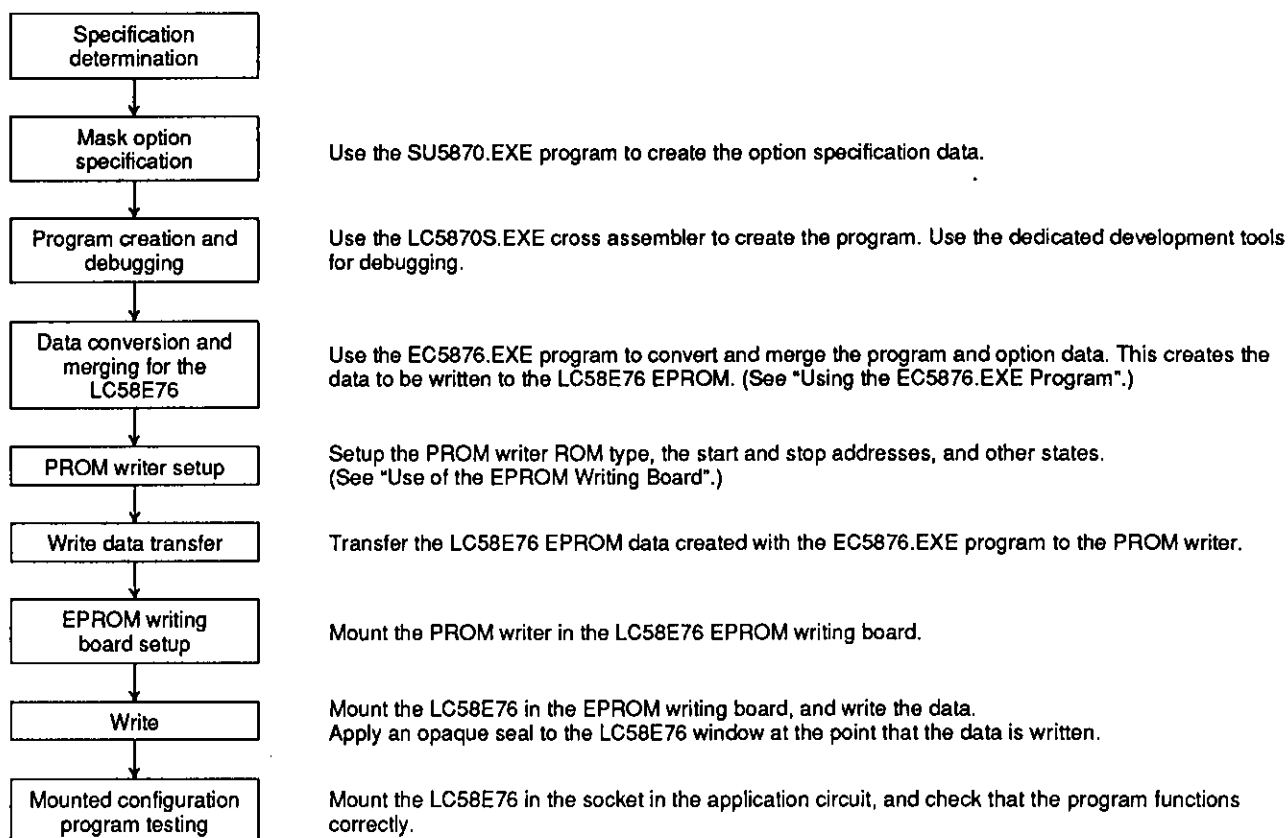 Specification
determination
Mask option
specification
Use the SU5870.EXE program to create the option specification data.
Program creation and
debugging
Use the LC5870S.EXE cross assembler to create the program. Use the dedicated development tools
for debugging.
Data conversion and
merging for the
LC58E76
Use the EC5876.EXE program to convert and merge the program and option data. This creates the
data to be written to the LC58E76 EPROM. (See "Using the EC5876.EXE Program".)
PROM writer setup
Setup the PROM writer ROM type, the start and stop addresses, and other states.
(See "Use of the EPROM Writing Board".)
Write data transfer
Transfer the LC58E76 EPROM data created with the EC5876.EXE program to the PROM writer.
EPROM writing
board setup
Mount the PROM writer in the LC58E76 EPROM writing board.
Write
Mount the LC58E76 in the EPROM writing board, and write the data.
Apply an opaque seal to the LC58E76 window at the point that the data is written.
Mounted configuration
program testing
Mount the LC58E76 in the socket in the application circuit, and check that the program functions
correctly.